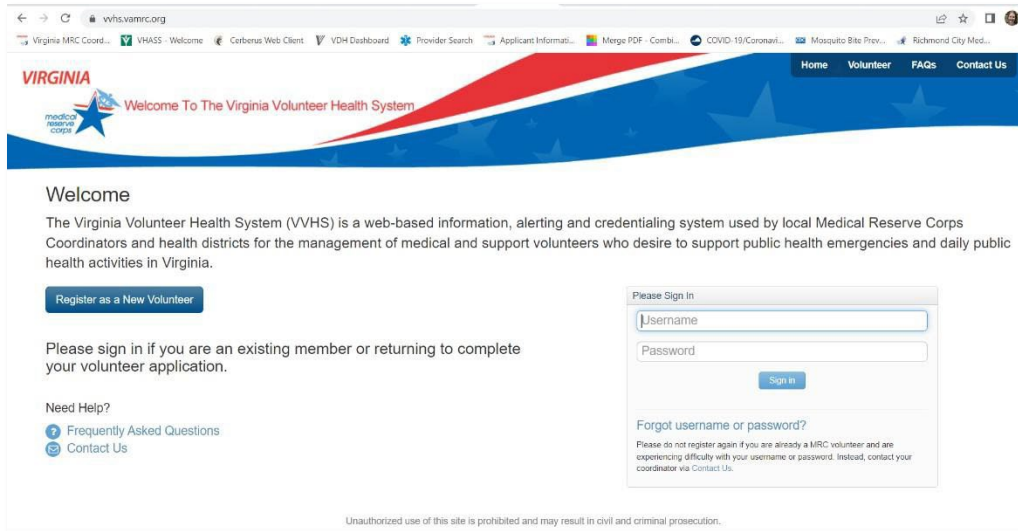 vvhs.vamrc.org
Virginia MRC Coord... VHASS - Welcome Cerberus Web Client VDH Dashboard Provider Search Applicant Informati... Merge PDF - Combi... COVID-19/Coronavi... Mosquito Bite Prev... Richmond City Med...
Home Volunteer FAQs Contact Us
VIRGINIA
medical
reserve
corps
Welcome To The Virginia Volunteer Health System
Welcome
The Virginia Volunteer Health System (VVHS) is a web-based information, alerting and credentialing system used by local Medical Reserve Corps
Coordinators and health districts for the management of medical and support volunteers who desire to support public health emergencies and daily public
health activities in Virginia.
Register as a New Volunteer
Please sign in if you are an existing member or returning to complete
your volunteer application.
Need Help?
Frequently Asked Questions
Contact Us
Please Sign In
Username
Password
Sign in
Forgot username or password?
Please do not register again if you are already a MRC volunteer and are
experiencing difficulty with your username or password. Instead, contact your
coordinator via Contact Us.
Unauthorized use of this site is prohibited and may result in civil and criminal prosecution.